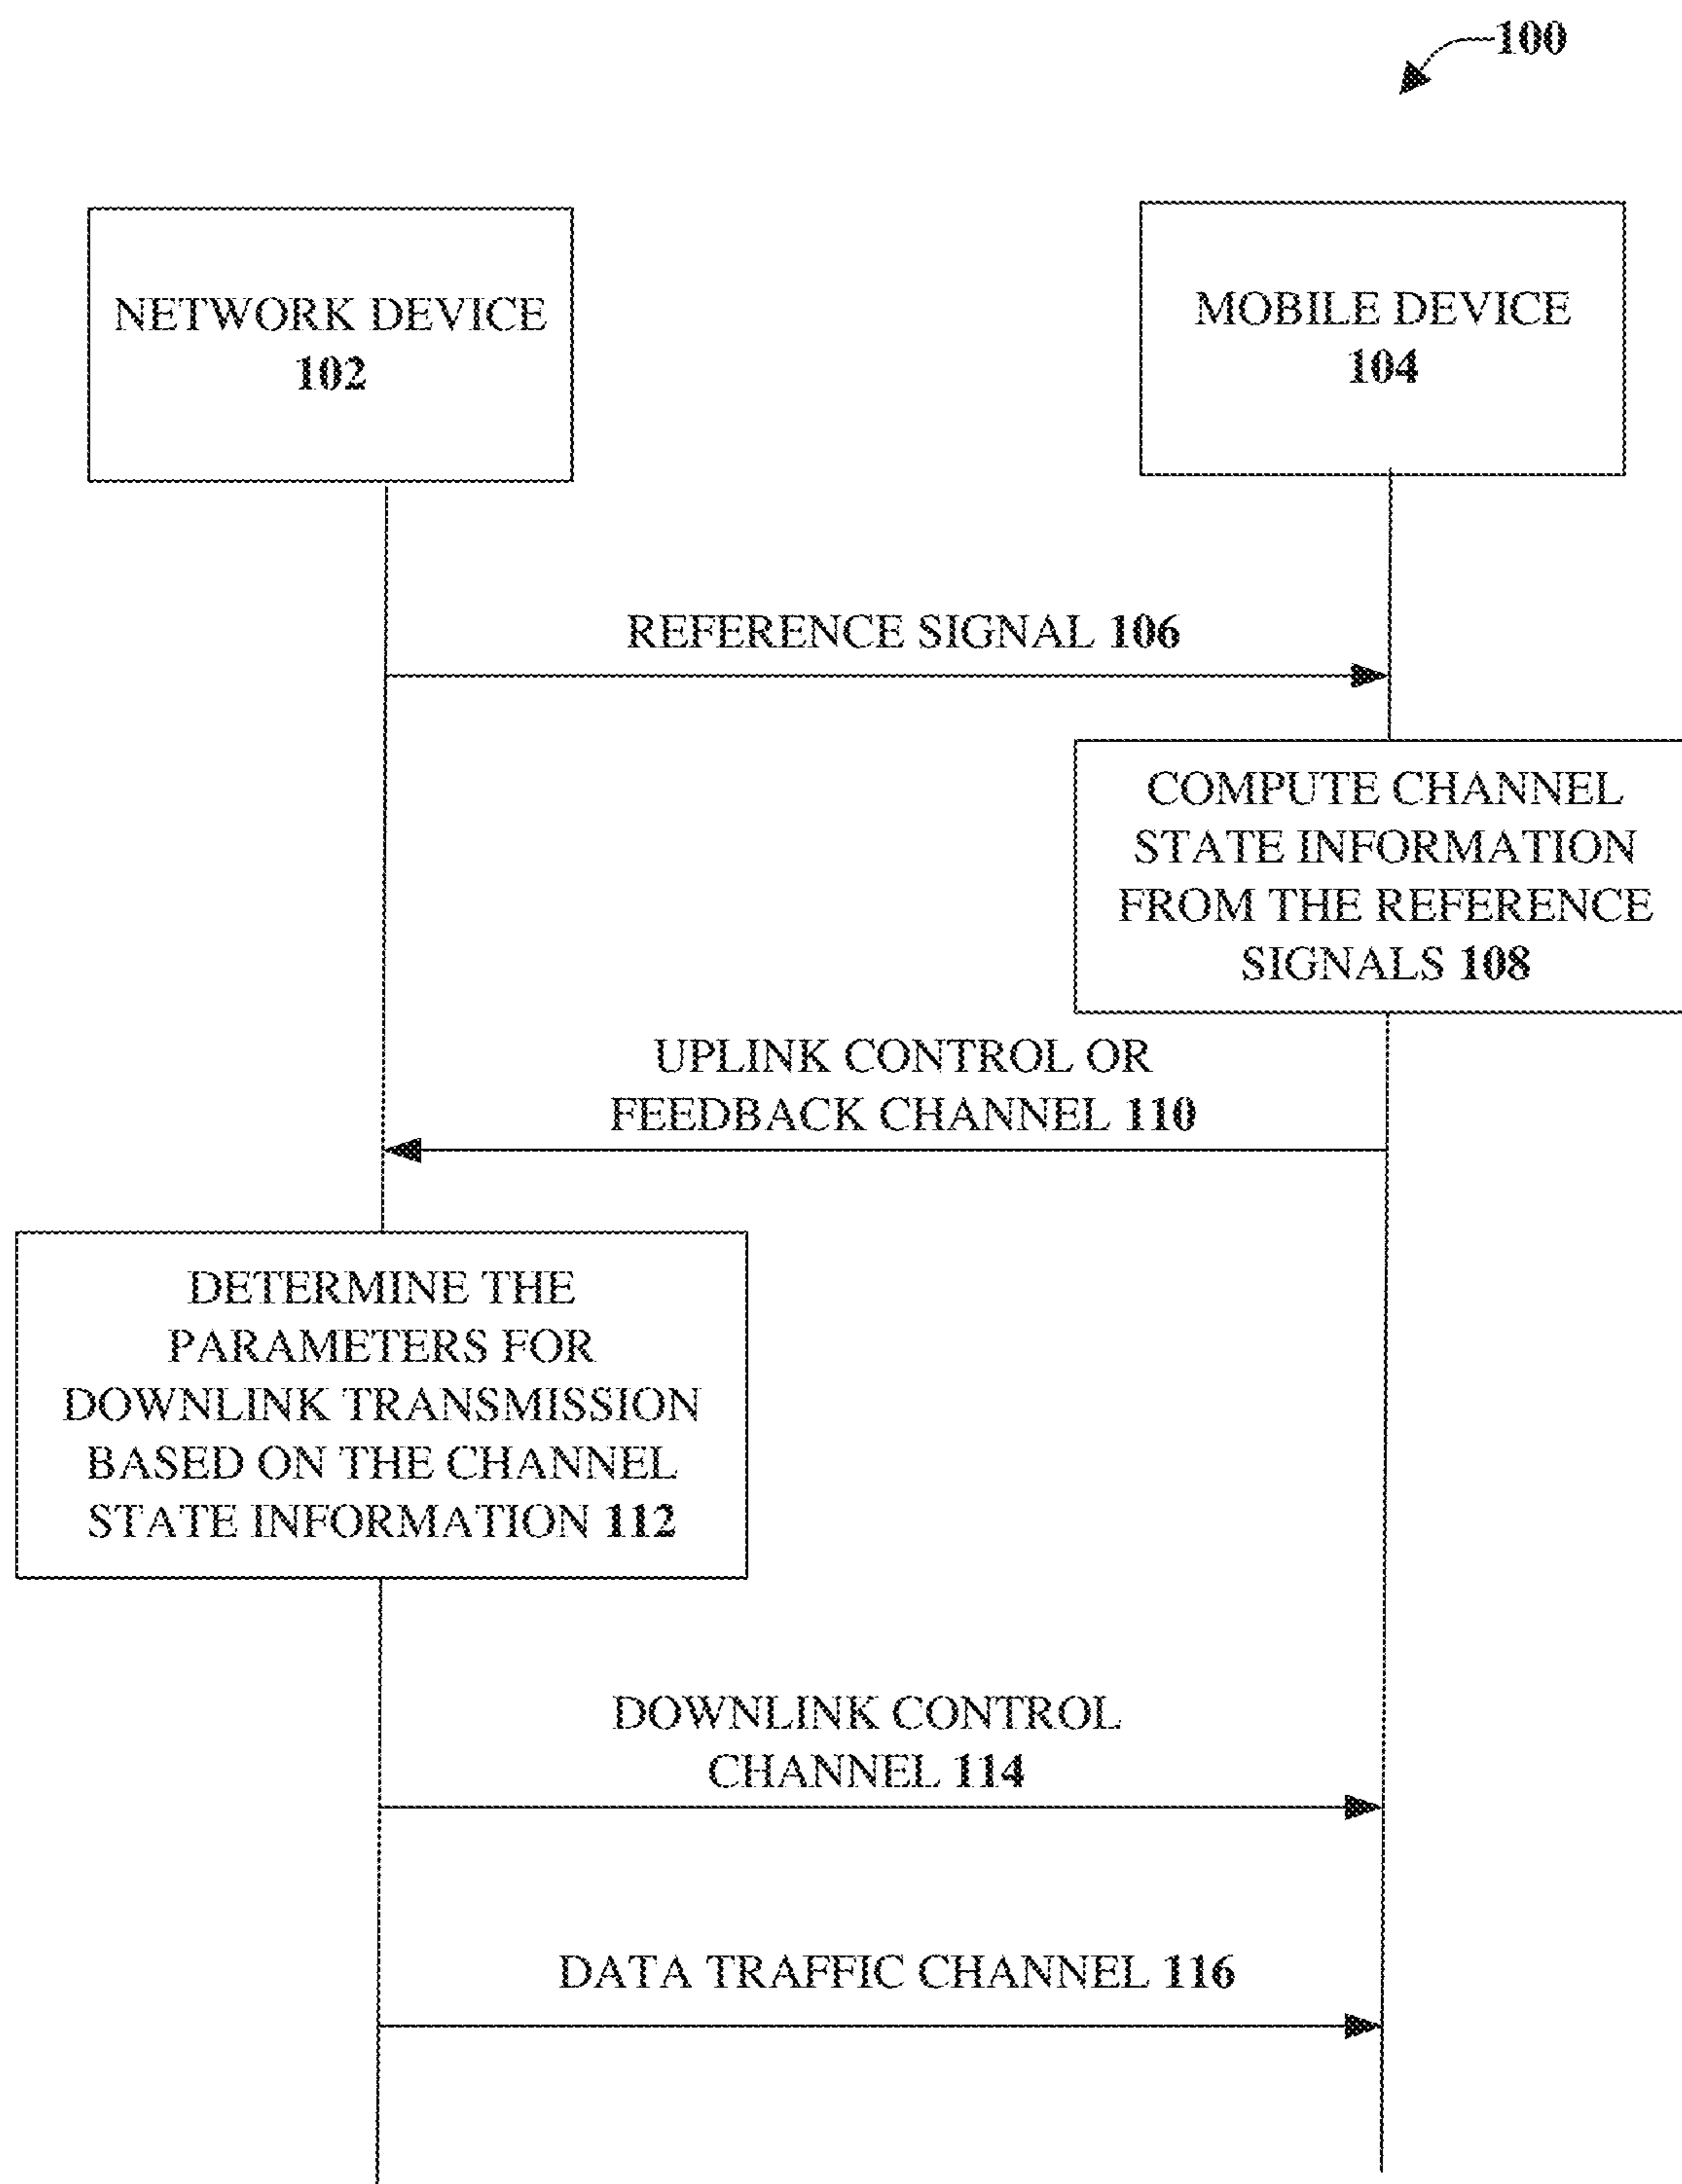 100
NETWORK DEVICE
102
MOBILE DEVICE
104
REFERENCE SIGNAL 106
COMPUTE CHANNEL
STATE INFORMATION
FROM THE REFERENCE
SIGNALS 108
UPLINK CONTROL OR
FEEDBACK CHANNEL 110
DETERMINE THE
PARAMETERS FOR
DOWNLINK TRANSMISSION
BASED ON THE CHANNEL
STATE INFORMATION 112
DOWNLINK CONTROL
CHANNEL 114
DATA TRAFFIC CHANNEL 116